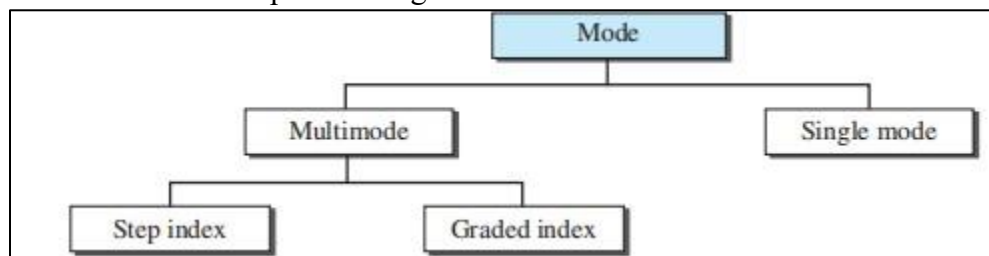 Mode
Multimode
Single mode
Step index
Graded index